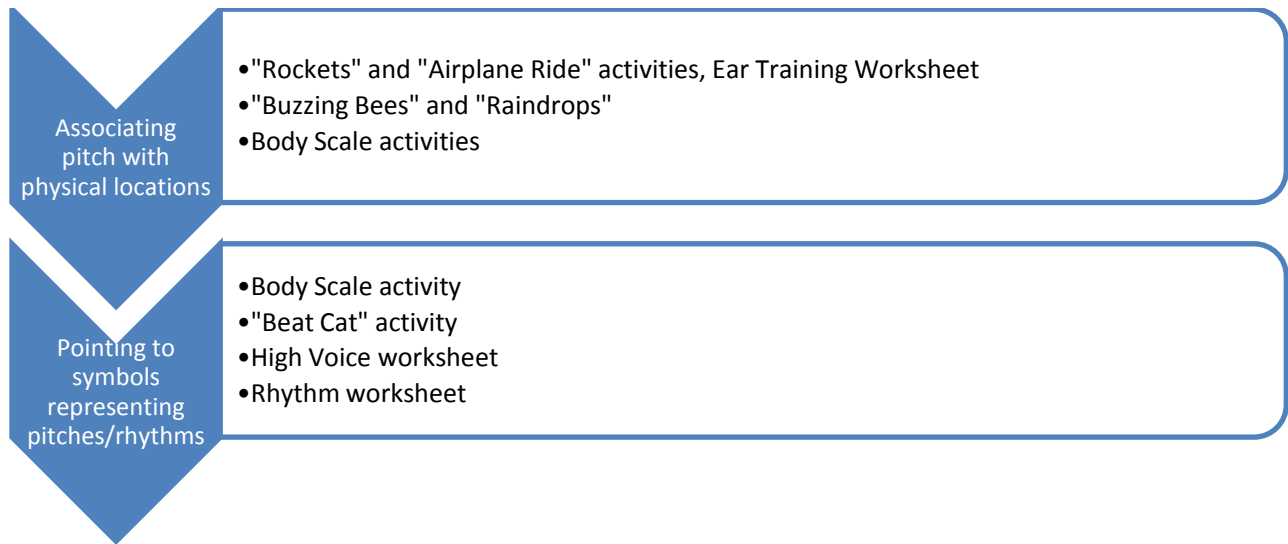 Associating
pitch with
physical locations
•"Rockets" and "Airplane Ride" activities, Ear Training Worksheet
•"Buzzing Bees" and "Raindrops"
•Body Scale activities
Pointing to
symbols
representing
pitches/rhythms
•Body Scale activity
•"Beat Cat" activity
•High Voice worksheet
•Rhythm worksheet